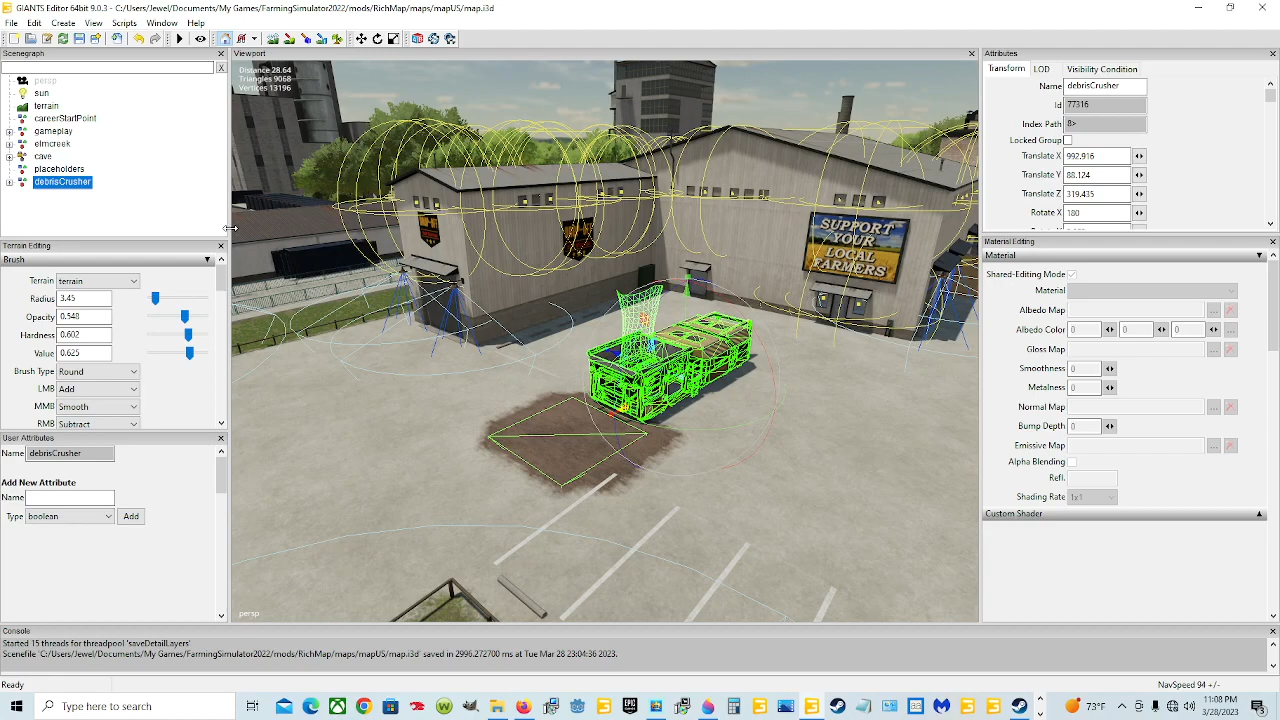 GIANTS Editor 64bit 9.0.3 - C:/Users/Jewel/Documents/My Games/FarmingSimulator2022/mods/RichMap/maps/mapUS/map.i3d
File Edit Create View Scripts Window Help
Scenegraph
X
persp
sun
terrain
careerStartPoint
gameplay
elmcreek
cave
placeholders
debrisCrusher
Terrain Editing
Brush
Terrain terrain
Radius 3.45
Opacity 0.548
Hardness 0.602
Value 0.625
Brush Type Round
LMB Add
MMB Smooth
RMB Subtract
User Attributes
Name debrisCrusher
Add New Attribute
Name
Type boolean Add
Viewport
Distance 28.64
Triangles 9068
Vertices 13196
SUPPORT
YOUR
LOCAL
FARMERS
persp
Attributes
Transform LOD Visibility Condition
Name debrisCrusher
Id 77316
Index Path 8>
Locked Group
Translate X 992.916
Translate Y 88.124
Translate Z 319.435
Rotate X 180
Material Editing
Material
Shared-Editing Mode
Material
Albedo Map ...
Albedo Color 0 0 0 ...
Gloss Map ...
Smoothness 0
Metalness 0
Normal Map ...
Bump Depth 0
Emissive Map ...
Alpha Blending
Refl.
Shading Rate 1x1
Custom Shader
Console
Started 15 threads for threadpool 'saveDetailLayers'
Scenefile 'C:/Users/Jewel/Documents/My Games/FarmingSimulator2022/mods/RichMap/maps/mapUS/map.i3d' saved in 2996.272700 ms at Tue Mar 28 23:04:36 2023.
Ready
NavSpeed 94 +/-
Type here to search
73°F
11:08 PM
3/28/2023